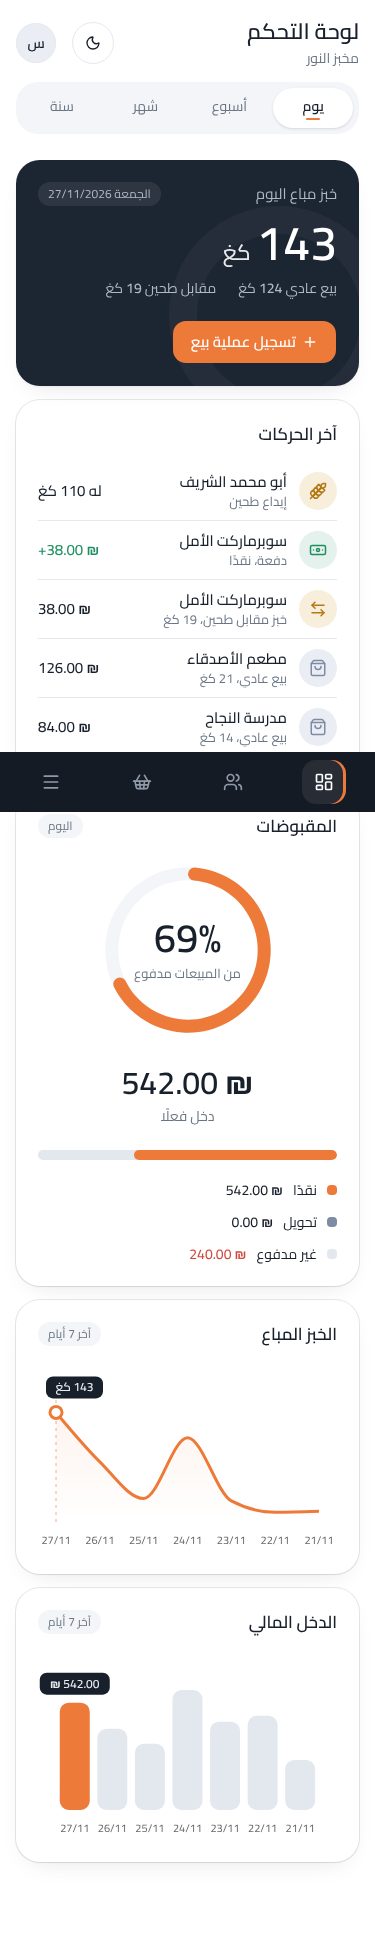 لوحة التحكم
مخبز النور
س
يوم
أسبوع
شهر
سنة
خبز مباع اليوم
الجمعة 27/11/2026
143 كغ
بيع عادي 124 كغ
مقابل طحين 19 كغ
+ تسجيل عملية بيع
آخر الحركات
أبو محمد الشريف
إيداع طحين
له 110 كغ
سوبرماركت الأمل
دفعة، نقدًا
+38.00 ₪
سوبرماركت الأمل
خبز مقابل طحين، 19 كغ
38.00 ₪
مطعم الأصدقاء
بيع عادي، 21 كغ
126.00 ₪
مدرسة النجاح
بيع عادي، 14 كغ
84.00 ₪
المقبوضات
اليوم
69%
من المبيعات مدفوع
542.00 ₪
دخل فعلًا
نقدًا 542.00 ₪
تحويل 0.00 ₪
غير مدفوع 240.00 ₪
الخبز المباع
آخر 7 أيام
143 كغ
27/11 26/11 25/11 24/11 23/11 22/11 21/11
الدخل المالي
آخر 7 أيام
542.00 ₪
27/11 26/11 25/11 24/11 23/11 22/11 21/11